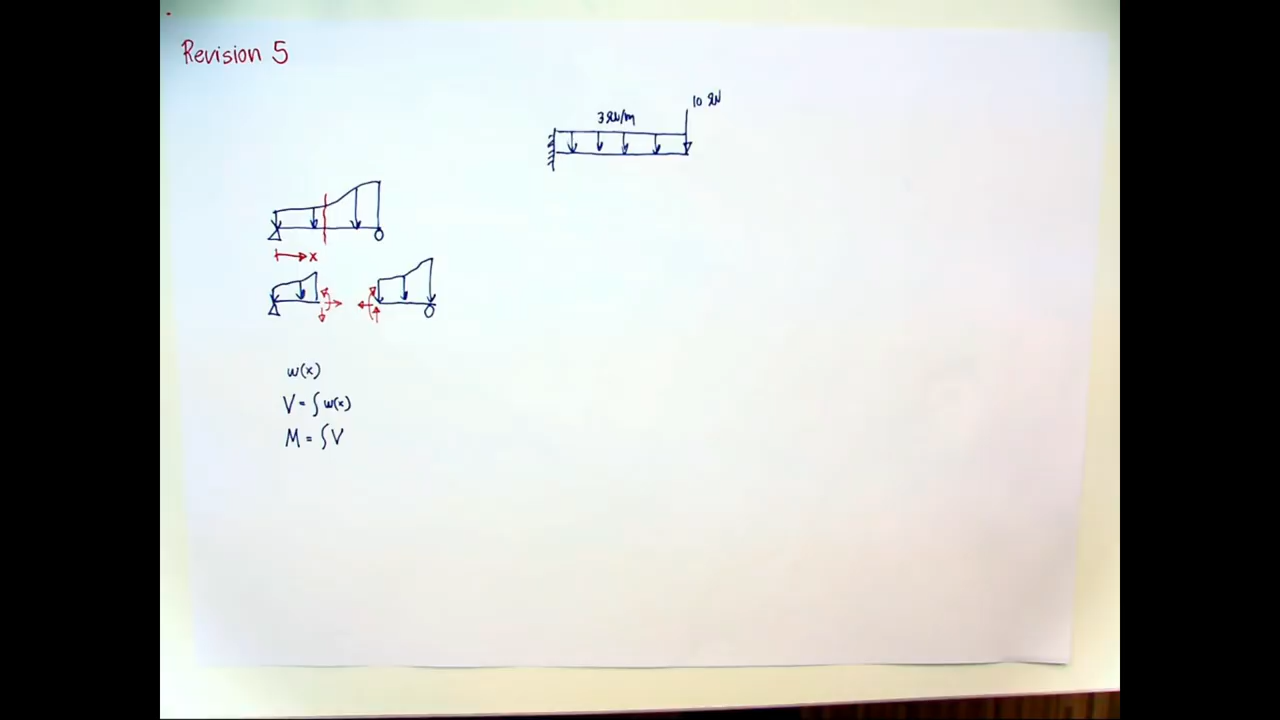 Revision 5
10 kN
3 kN/m
x
w(x)
V = ∫ w(x)
M = ∫ V